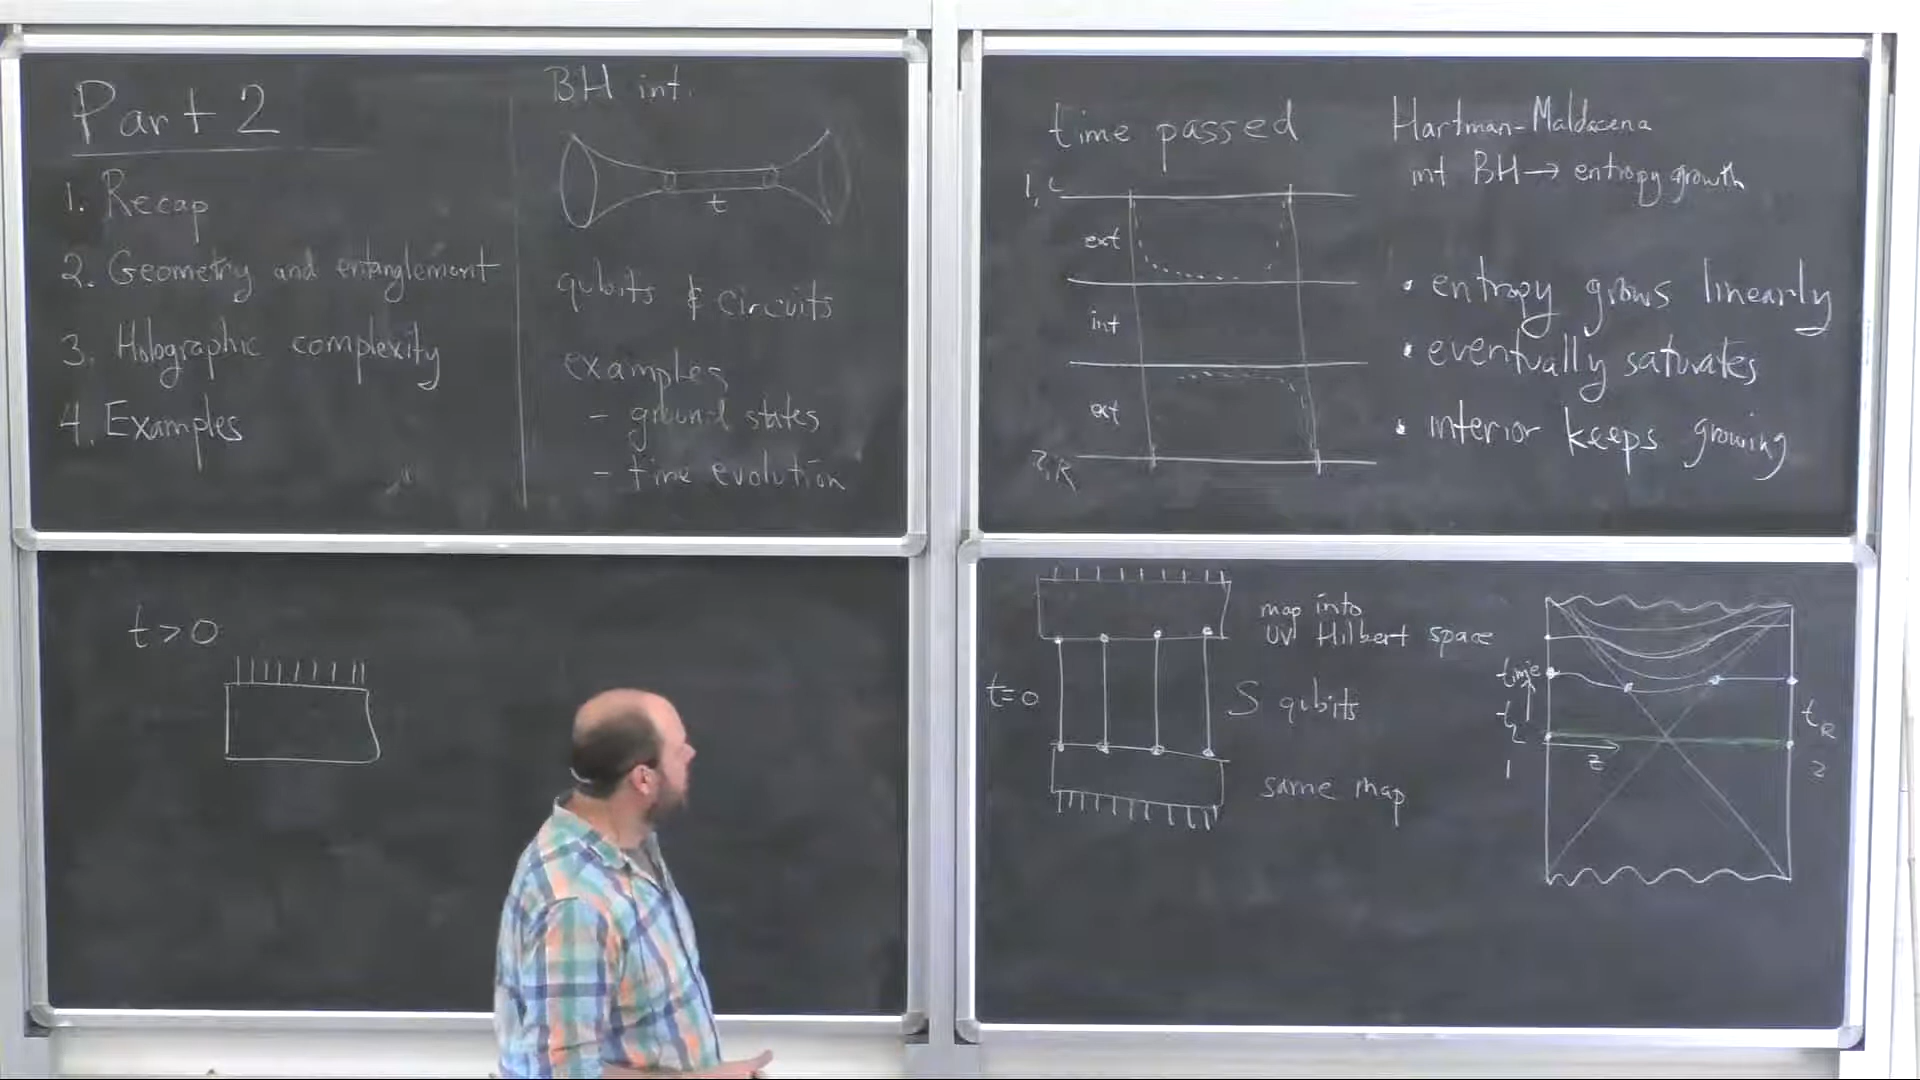 Part 2
1. Recap
2. Geometry and entanglement
3. Holographic complexity
4. Examples
BH int.
t
qubits & circuits
examples
- ground states
- time evolution
time passed
1, L
ext
int
ext
2, R
Hartman-Maldacena
int BH → entropy growth
• entropy grows linearly
• eventually saturates
• interior keeps growing
t>0
map into
UV Hilbert space
t=0
S qubits
same map
time
t_L
1
z
t_R
2